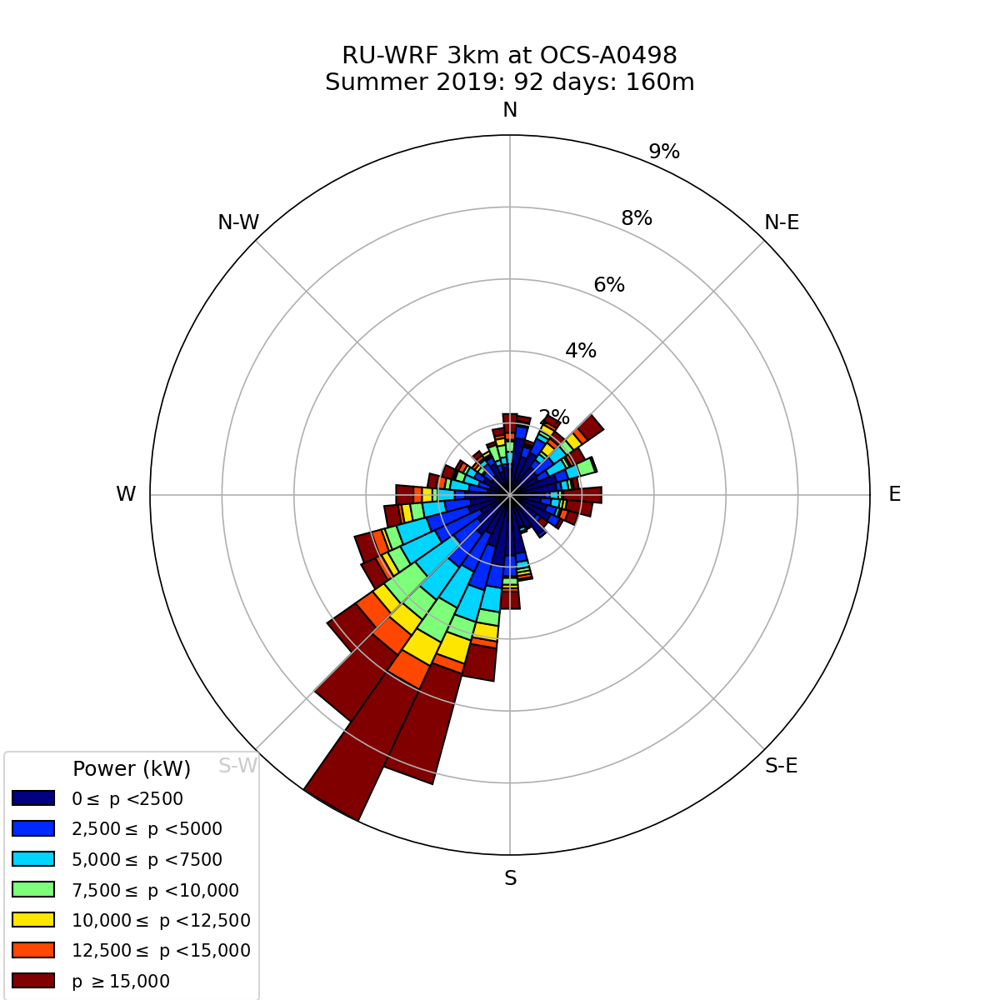 RU-WRF 3km at OCS-A0498
Summer 2019: 92 days: 160m
N
9%
N-W
8%
N-E
6%
4%
2%
W
E
S-W
S-E
S
Power (kW)
0≤ p <2500
2,500≤ p <5000
5,000≤ p <7500
7,500≤ p <10,000
10,000≤ p <12,500
12,500≤ p <15,000
p ≥15,000